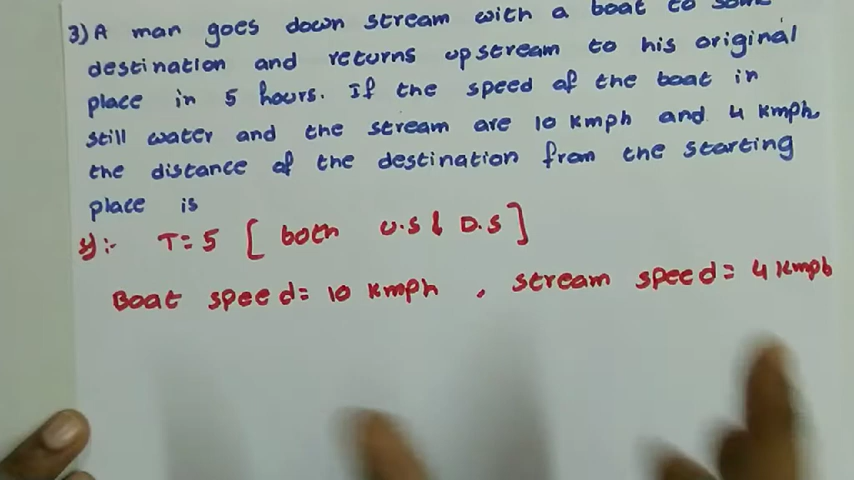 3) A man goes down stream with a boat to some
destination and returns upstream to his original
place in 5 hours. If the speed of the boat in
still water and the stream are 10 Kmph and 4 Kmph
the distance of the destination from the starting
place is
s):- T=5 [ both U.S & D.S ]
Boat speed= 10 Kmph , stream speed= 4 Kmph